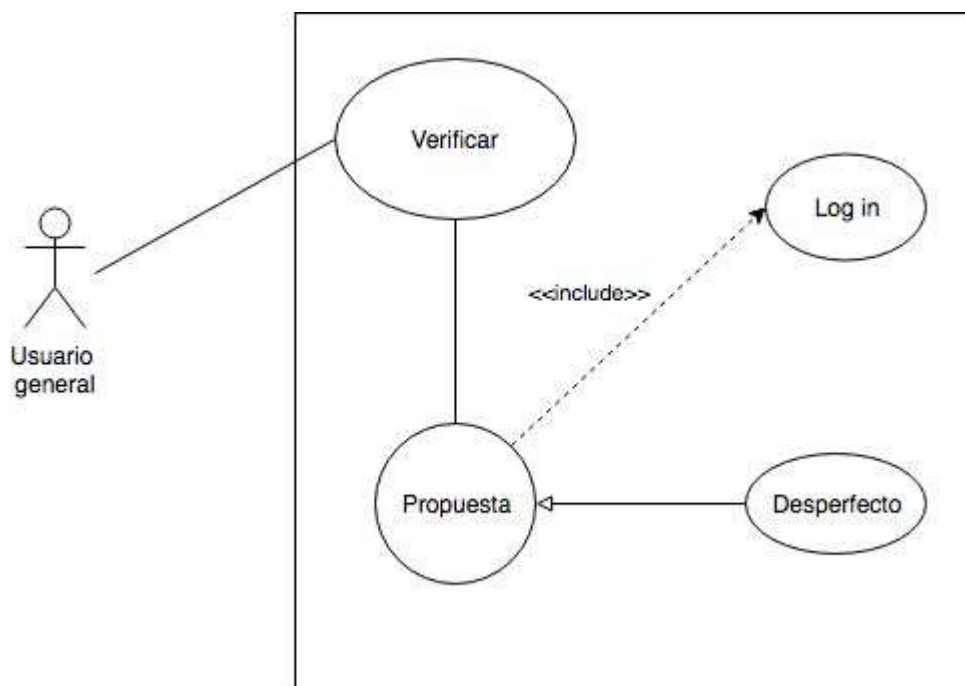 Verificar
Log in
<<include>>
Usuario
general
Propuesta
Desperfecto